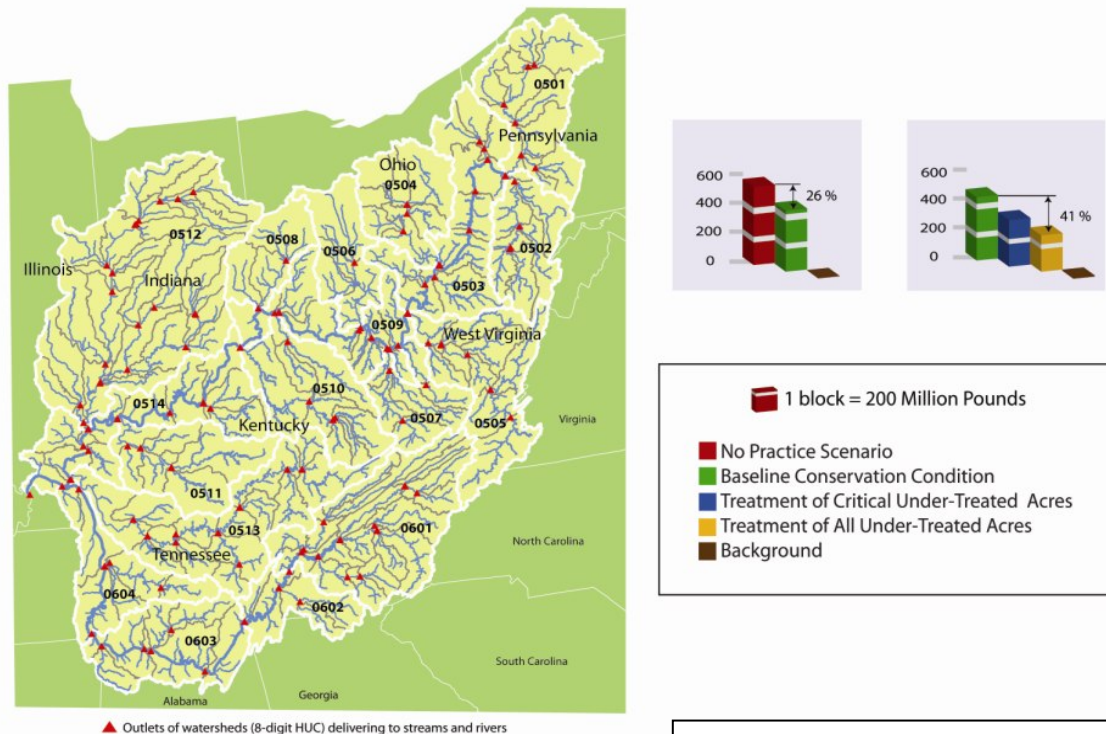 0501
Pennsylvania
Ohio
0504
0512
0508
0506
0502
Illinois
Indiana
0503
0509
West Virginia
0510
0514
Kentucky
0507
0505
Virginia
0511
0601
0513
North Carolina
Tennessee
0604
0602
0603
South Carolina
Alabama
Georgia
Outlets of watersheds (8-digit HUC) delivering to streams and rivers
600
400
200
0
26 %
600
400
200
0
41 %
1 block = 200 Million Pounds
No Practice Scenario
Baseline Conservation Condition
Treatment of Critical Under-Treated Acres
Treatment of All Under-Treated Acres
Background